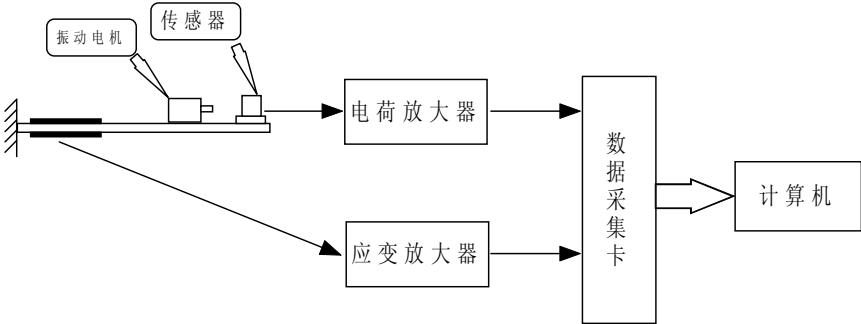 传感器
振动电机
电荷放大器
数据采集卡
计算机
应变放大器